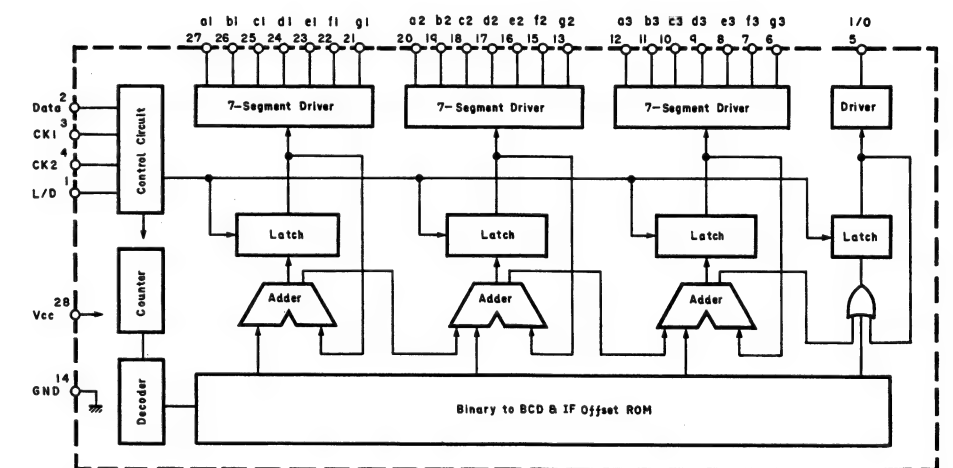 a1 b1 c1 d1 e1 f1 g1 a2 b2 c2 d2 e2 f2 g2 a3 b3 c3 d3 e3 f3 g3 I/O
27 26 25 24 23 22 21 20 19 18 17 16 15 13 12 11 10 9 8 7 6 5
7-Segment Driver 7-Segment Driver 7-Segment Driver Driver
Data 2
CK1 3
CK2 4
L/D 1
Control Circuit
Latch Latch Latch Latch
Counter
Adder Adder Adder
Vcc 28
GND 14
Decoder
Binary to BCD & IF Offset ROM